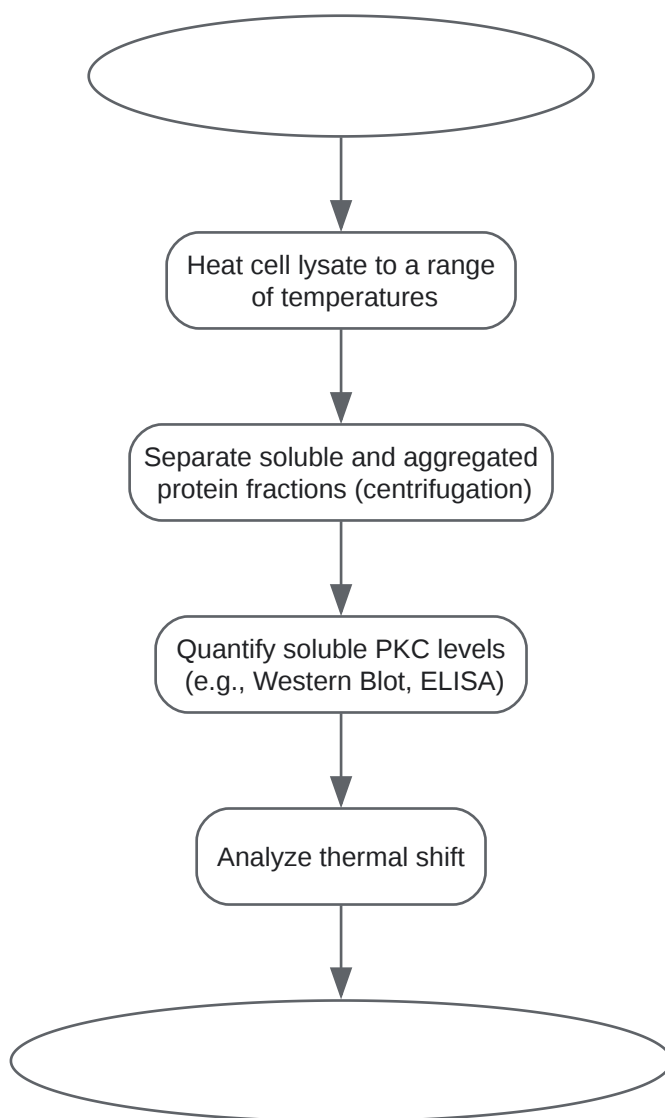 Heat cell lysate to a range
of temperatures
Separate soluble and aggregated
protein fractions (centrifugation)
Quantify soluble PKC levels
(e.g., Western Blot, ELISA)
Analyze thermal shift